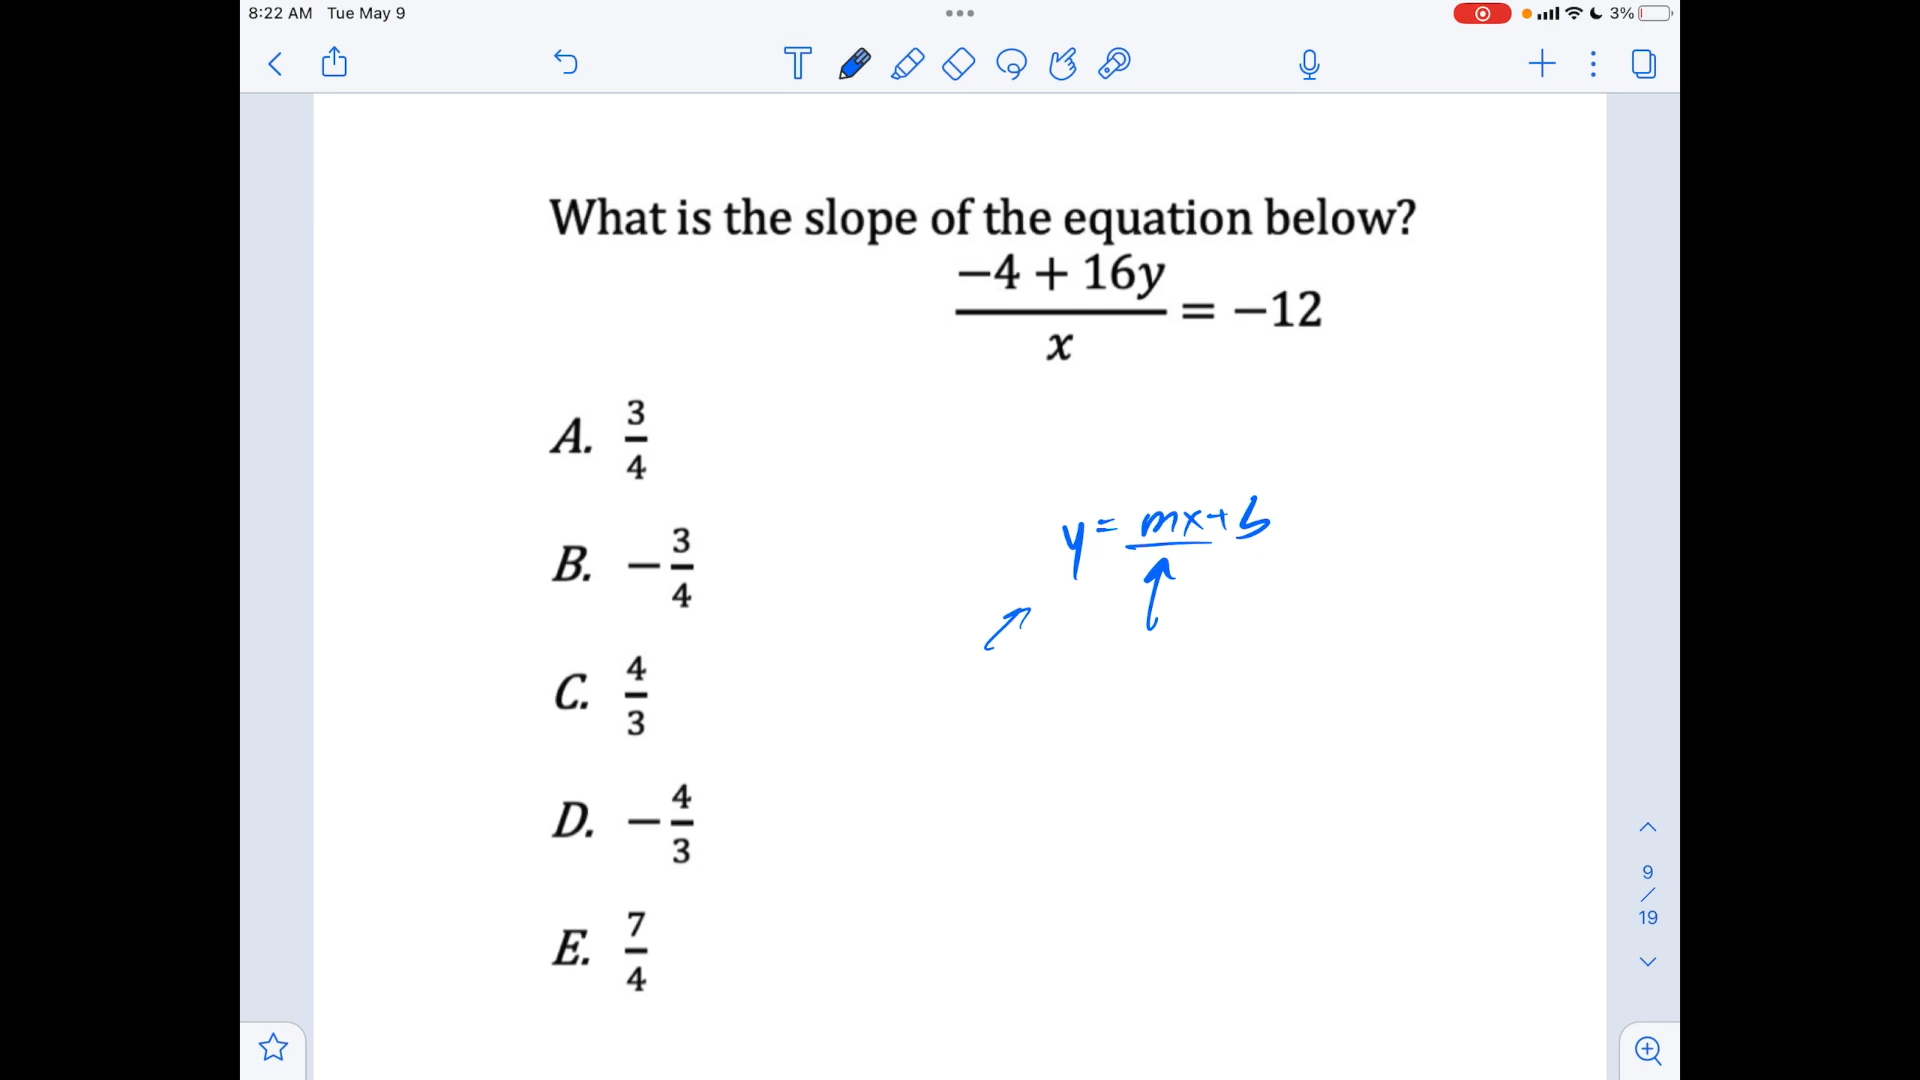 8:22 AM Tue May 9
3%
What is the slope of the equation below?
−4 + 16y
= −12
x
A. 3/4
B. −3/4
y = mx+b
C. 4/3
D. −4/3
E. 7/4
9
/
19